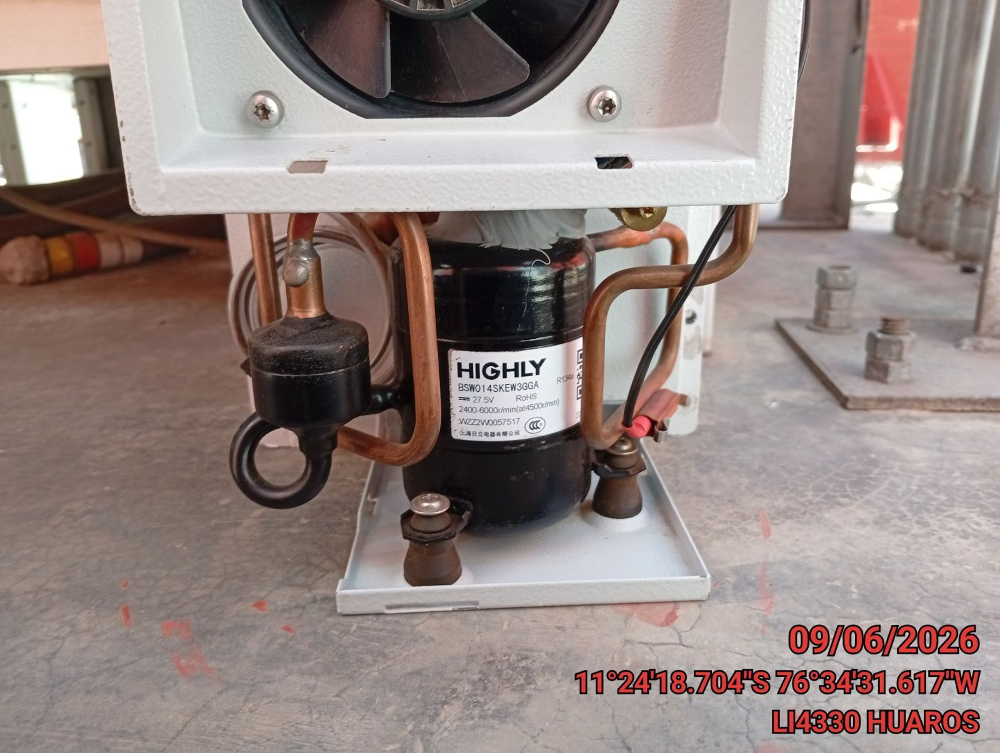 HIGHLY
BSW014SKEW3GGA R134a
27.5V RoHS
2400-6000r/min(at4500r/min)
WZZ2W0057517 CCC
上海日立电器有限公司
09/06/2026
11°24'18.704"S 76°34'31.617"W
LI4330 HUAROS